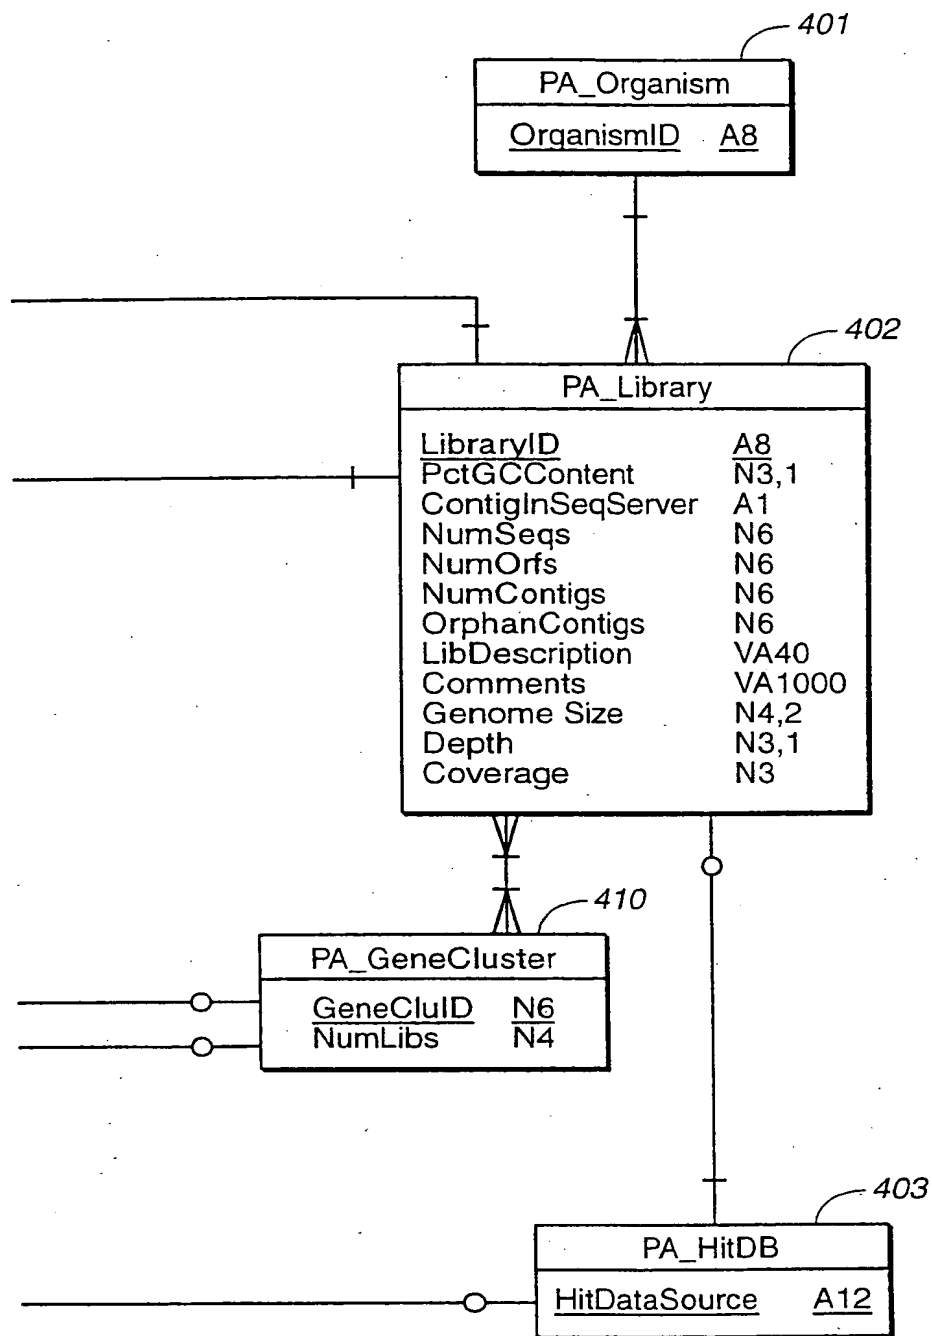 401
PA_Organism
OrganismID A8
402
PA_Library
LibraryID A8
PctGCContent N3,1
ContigInSeqServer A1
NumSeqs N6
NumOrfs N6
NumContigs N6
OrphanContigs N6
LibDescription VA40
Comments VA1000
Genome Size N4,2
Depth N3,1
Coverage N3
410
PA_GeneCluster
GeneCluID N6
NumLibs N4
403
PA_HitDB
HitDataSource A12